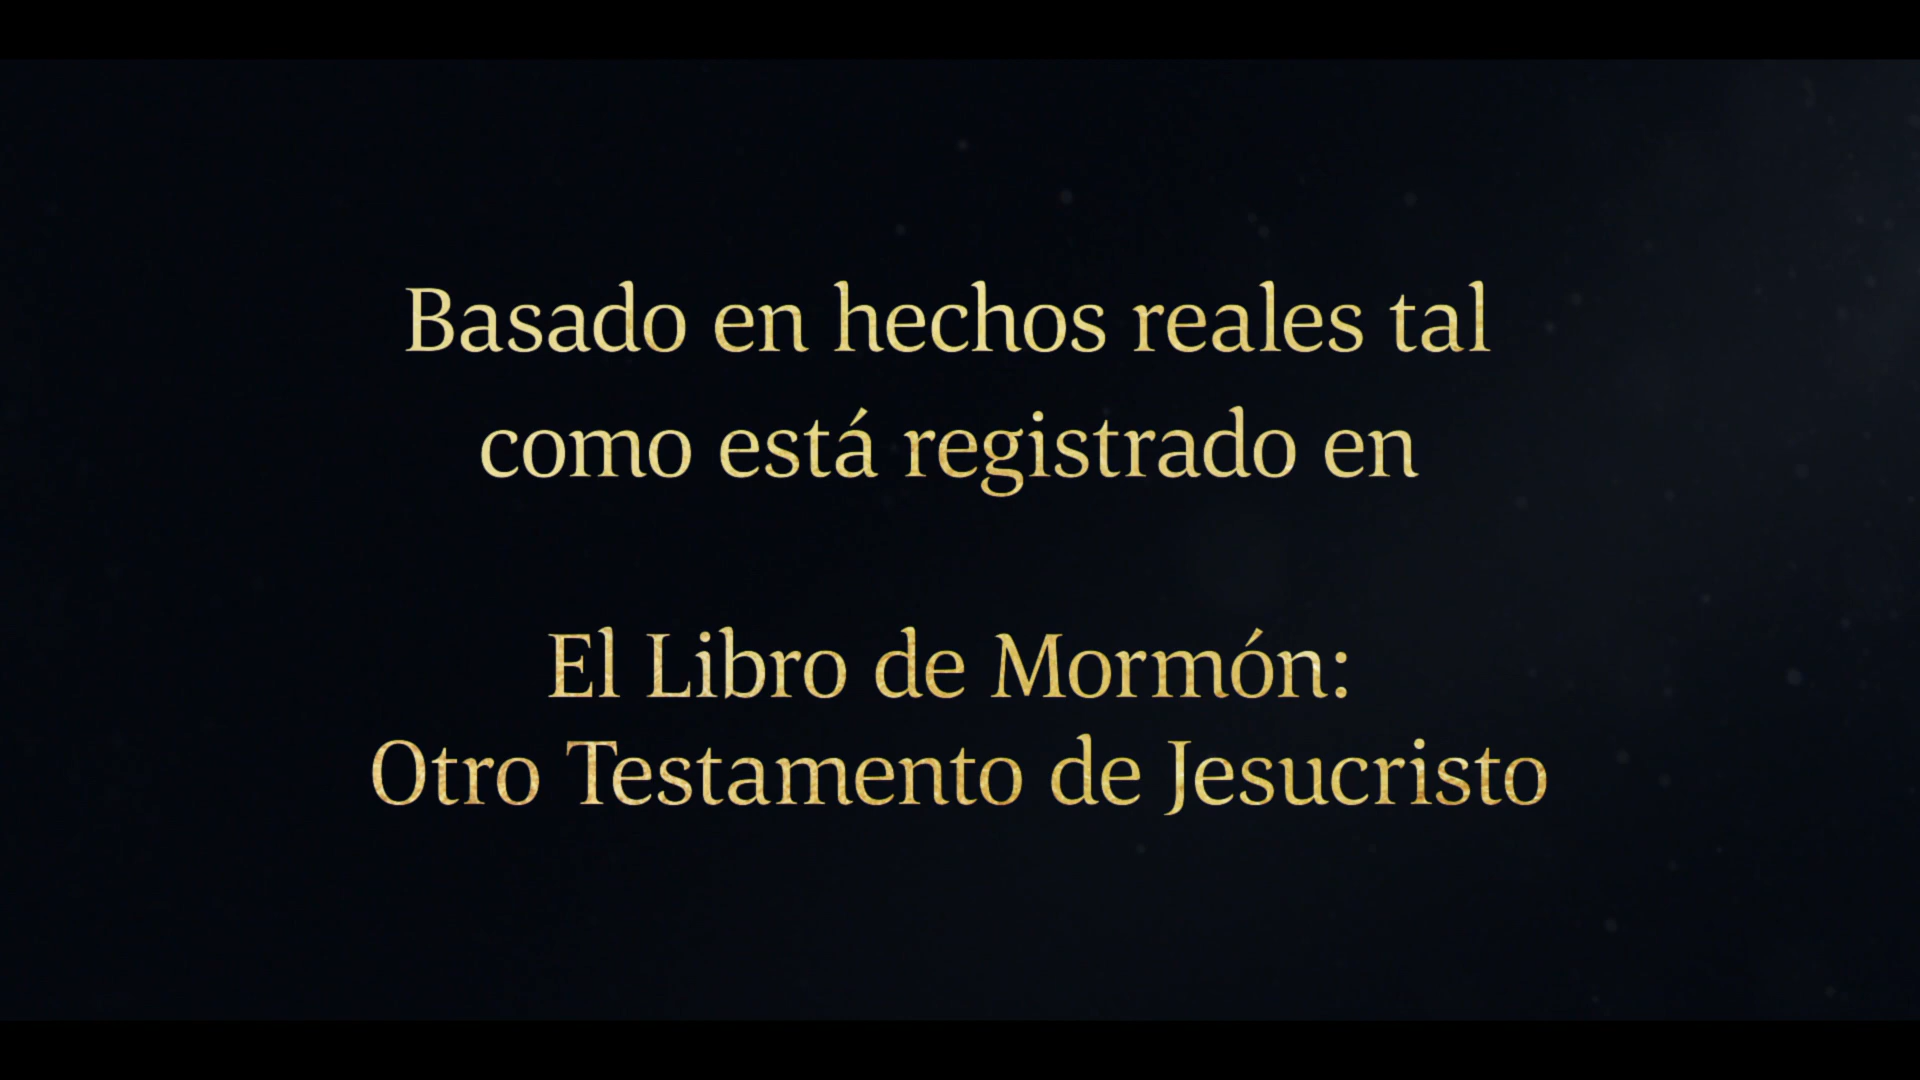 Basado en hechos reales tal
como está registrado en
El Libro de Mormón:
Otro Testamento de Jesucristo